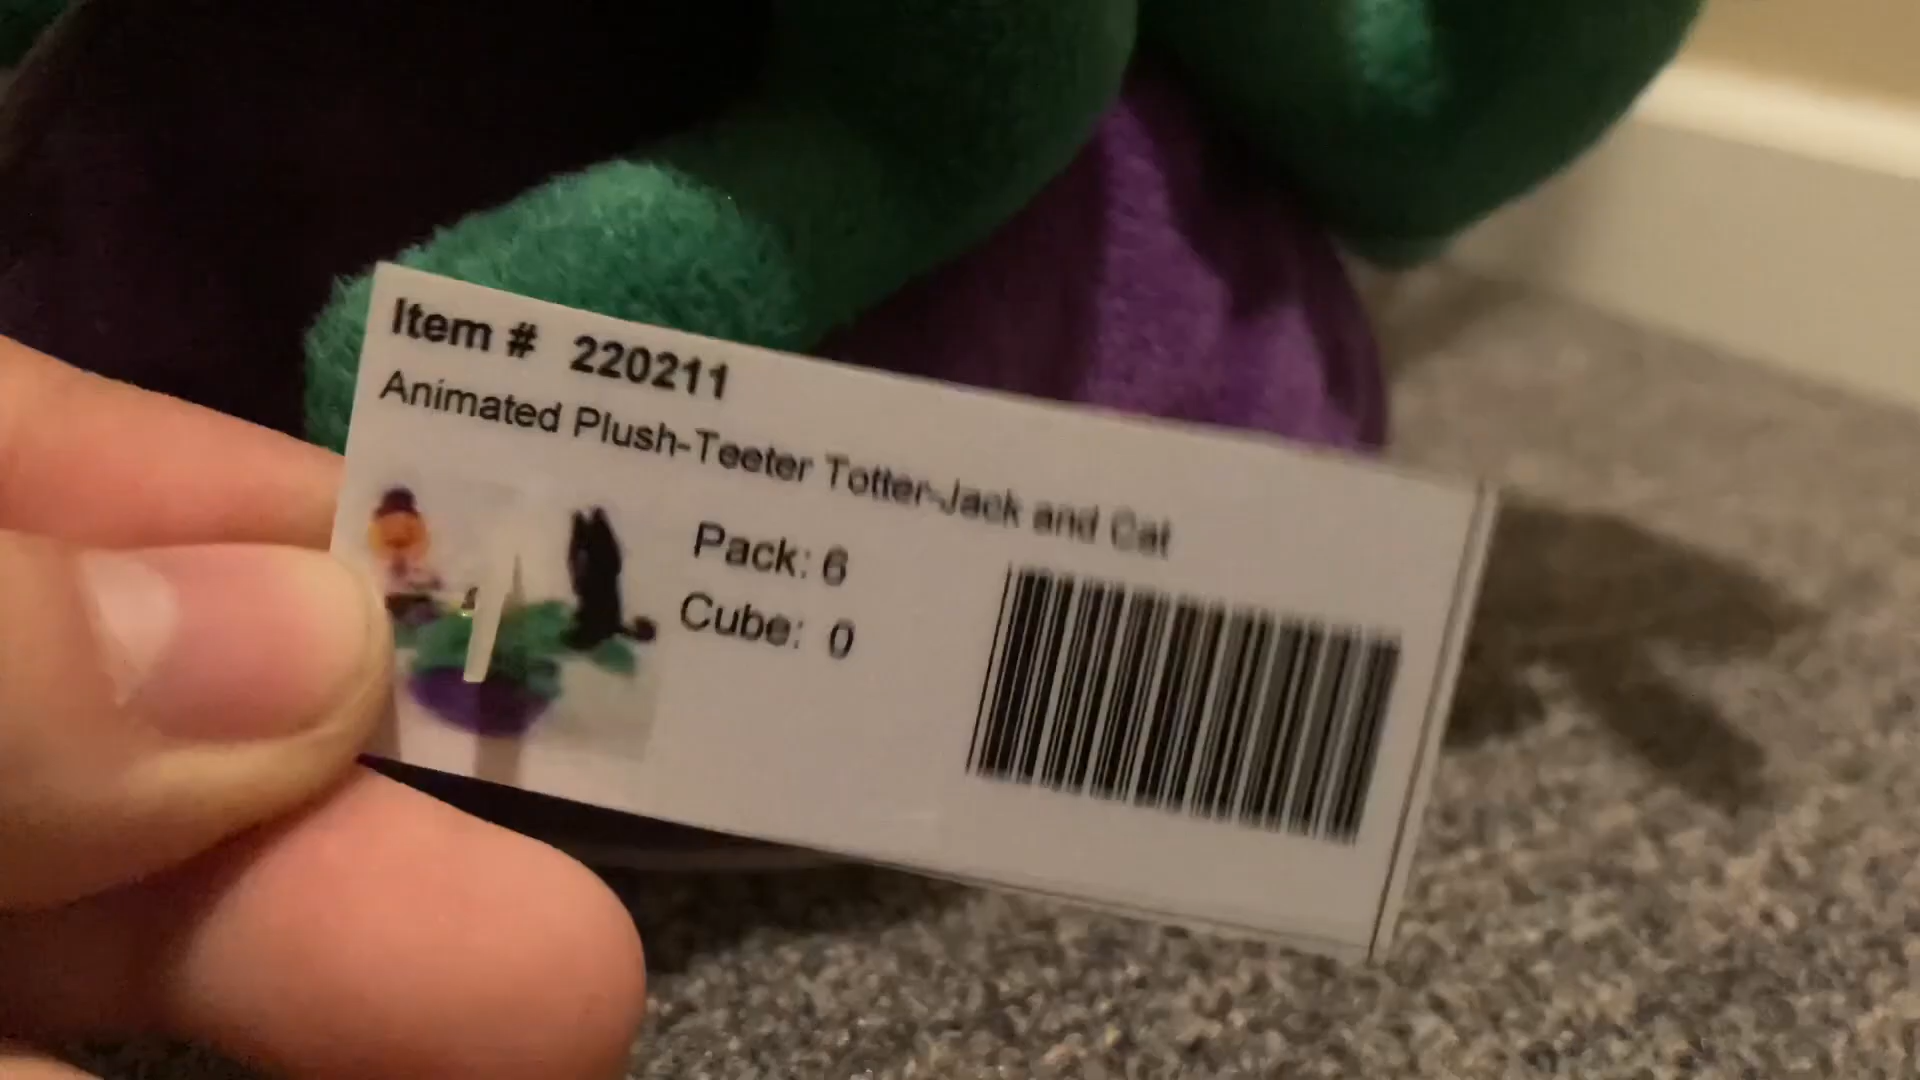 Item # 220211
Animated Plush-Teeter Totter-Jack and Cat
Pack: 6
Cube: 0